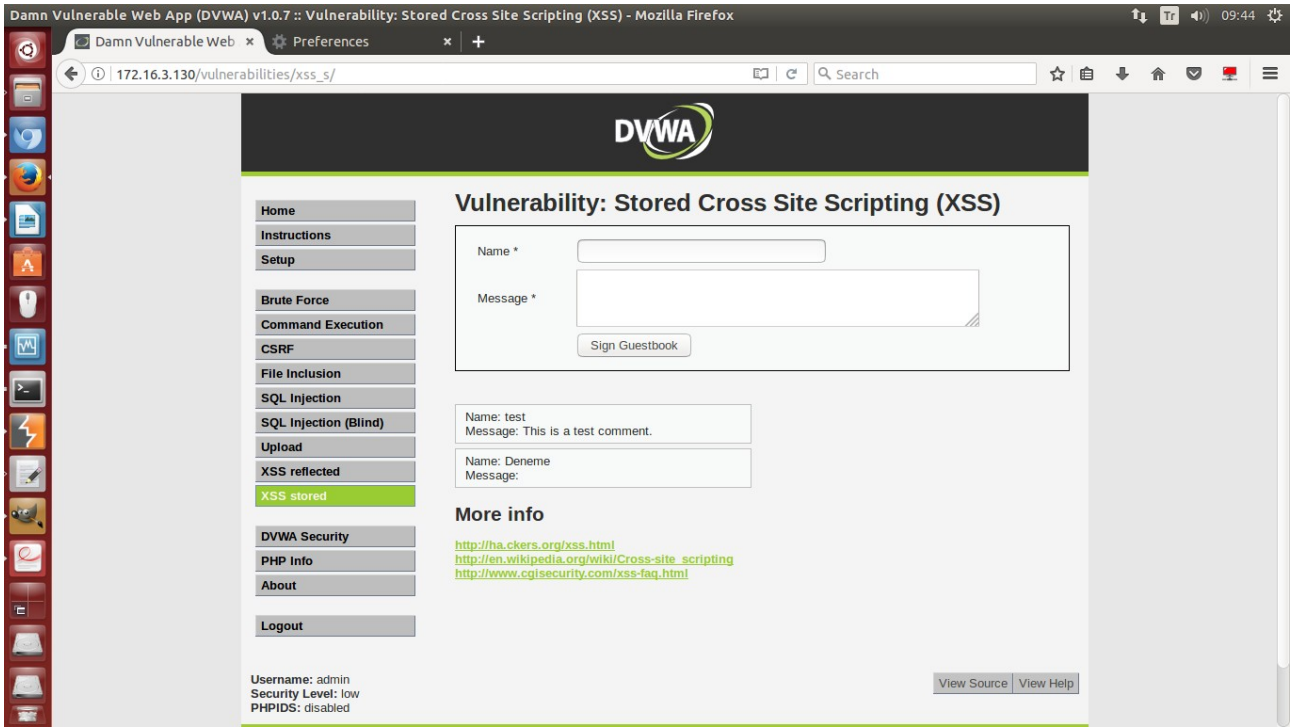 Damn Vulnerable Web App (DVWA) v1.0.7 :: Vulnerability: Stored Cross Site Scripting (XSS) - Mozilla Firefox
Tr
09:44
Damn Vulnerable Web
Preferences
172.16.3.130/vulnerabilities/xss_s/
Search
DVWA
Home
Instructions
Setup
Brute Force
Command Execution
CSRF
File Inclusion
SQL Injection
SQL Injection (Blind)
Upload
XSS reflected
XSS stored
DVWA Security
PHP Info
About
Logout
Vulnerability: Stored Cross Site Scripting (XSS)
Name *
Message *
Sign Guestbook
Name: test
Message: This is a test comment.
Name: Deneme
Message:
More info
http://ha.ckers.org/xss.html
http://en.wikipedia.org/wiki/Cross-site_scripting
http://www.cgisecurity.com/xss-faq.html
Username: admin
Security Level: low
PHPIDS: disabled
View Source
View Help